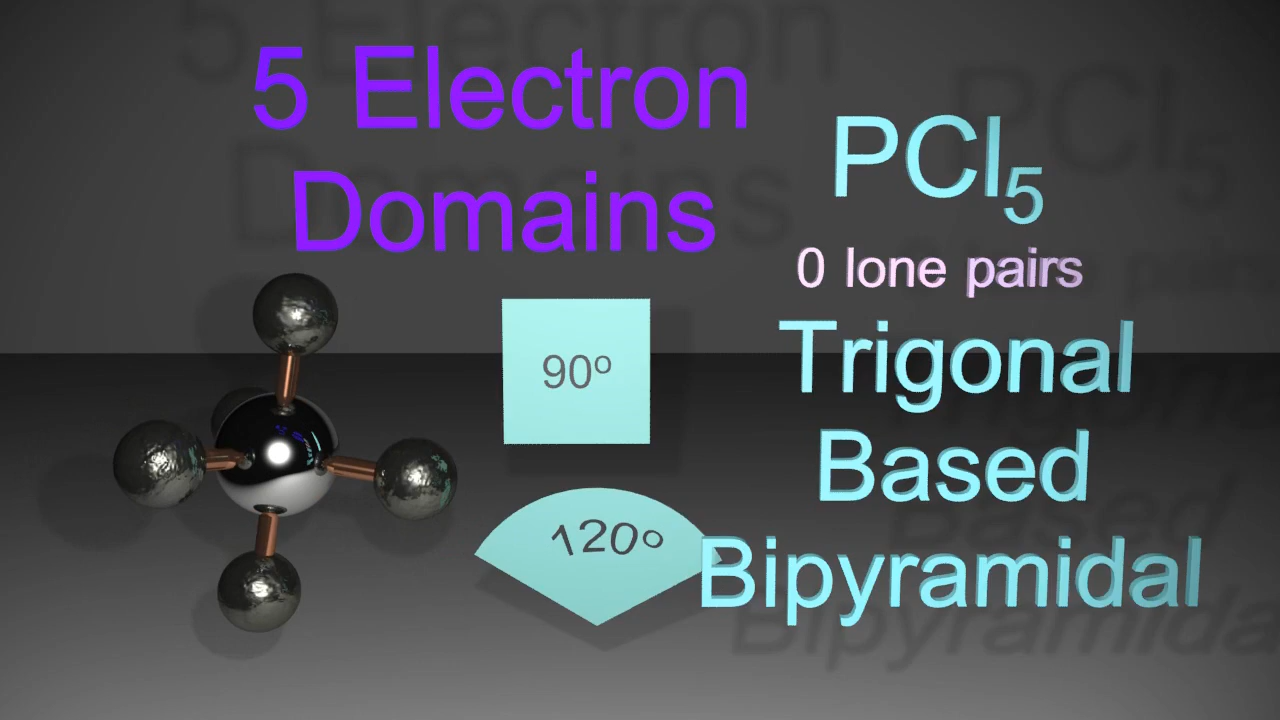 5 Electron
Domains
PCl₅
0 lone pairs
90º
Trigonal
Based
120º
Bipyramidal